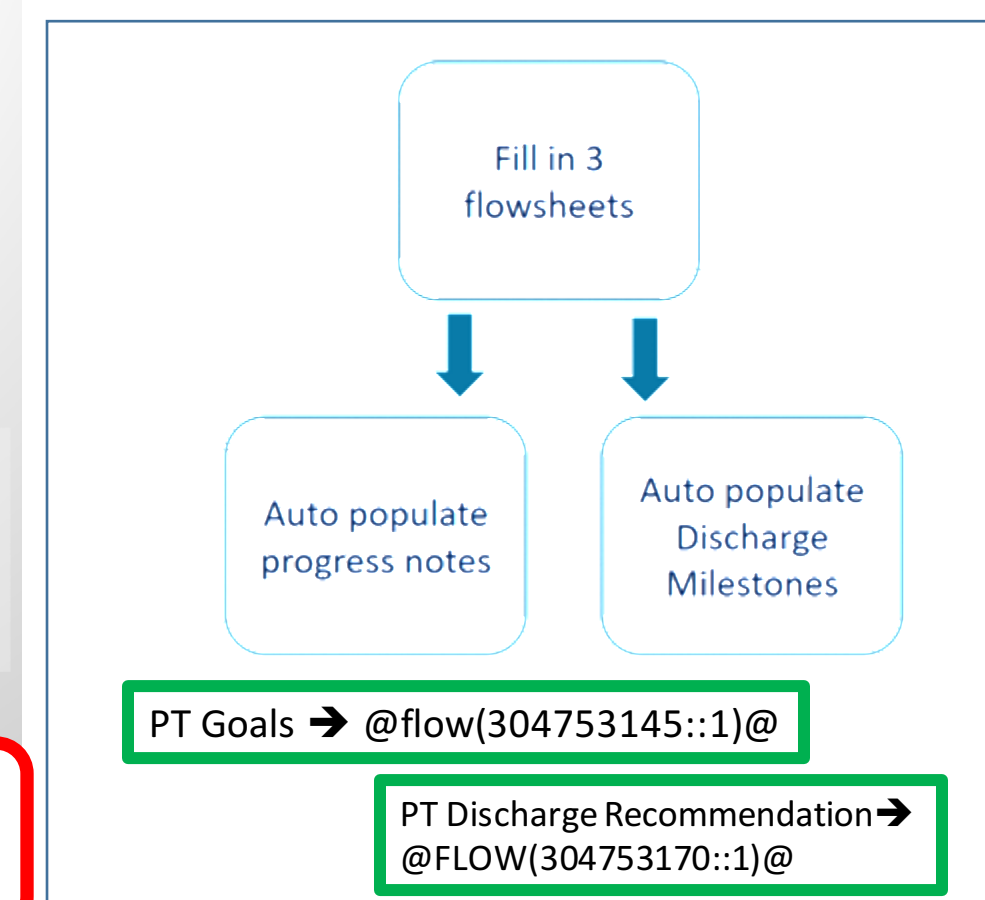 Fill in 3
flowsheets
Auto populate
progress notes
Auto populate
Discharge
Milestones
PT Goals ➔ @flow(304753145::1)@
PT Discharge Recommendation➔
@FLOW(304753170::1)@